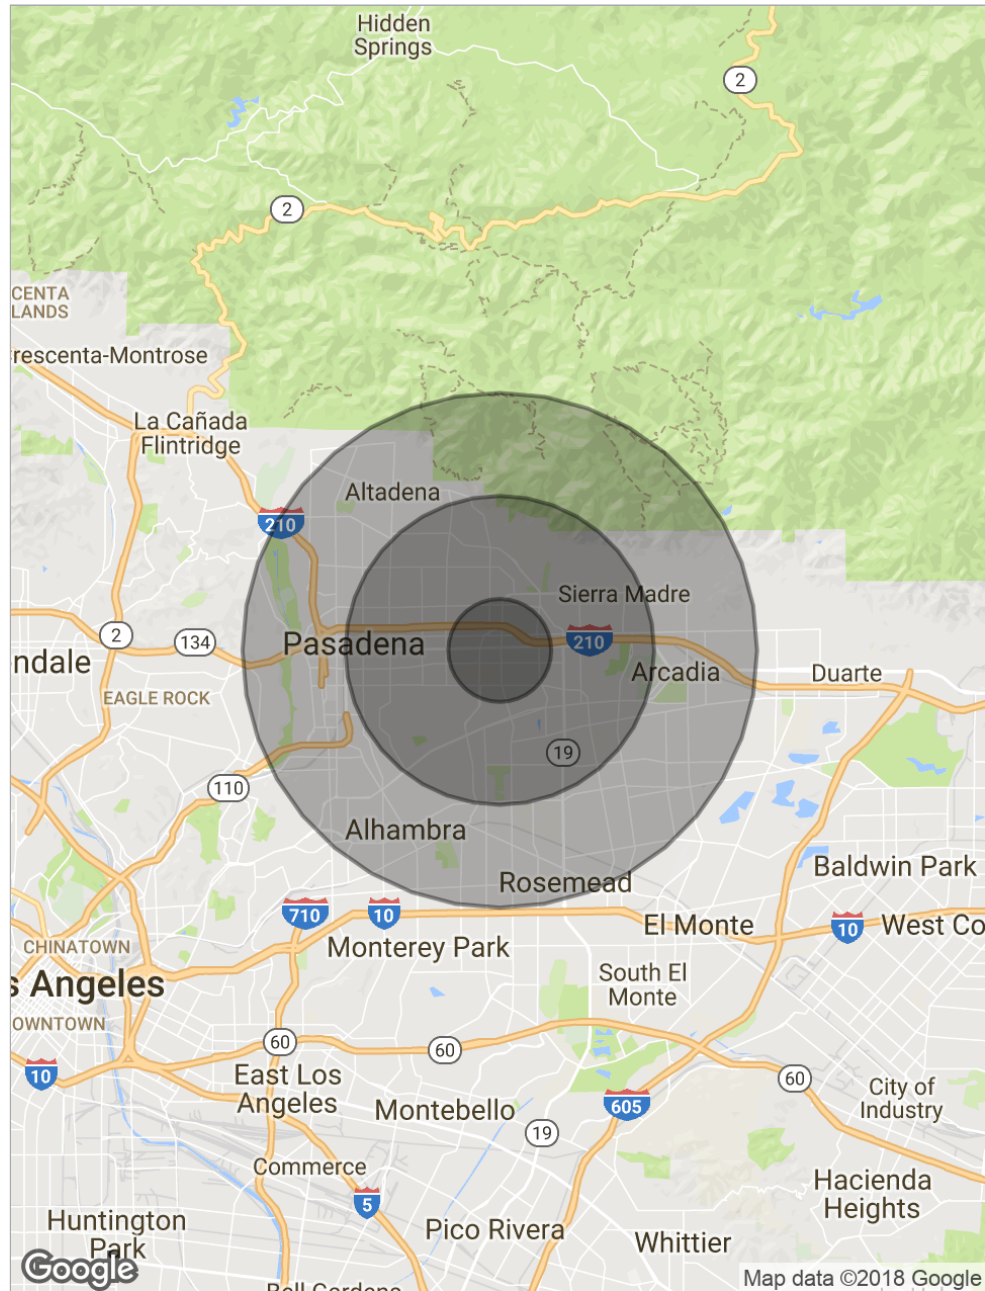 Hidden
Springs
2
2
CENTA
LANDS
rescenta-Montrose
La Cañada
Flintridge
Altadena
210
Sierra Madre
2
134
Pasadena
210
ndale
Arcadia
Duarte
EAGLE ROCK
19
110
Alhambra
Baldwin Park
Rosemead
710
10
El Monte
10
West Co
CHINATOWN
Monterey Park
s Angeles
South El
Monte
OWNTOWN
60
60
10
East Los
Angeles
60
City of
Industry
Montebello
605
19
Commerce
5
Hacienda
Heights
Huntington
Park
Pico Rivera
Whittier
Google
Map data ©2018 Google
Bell Gardens